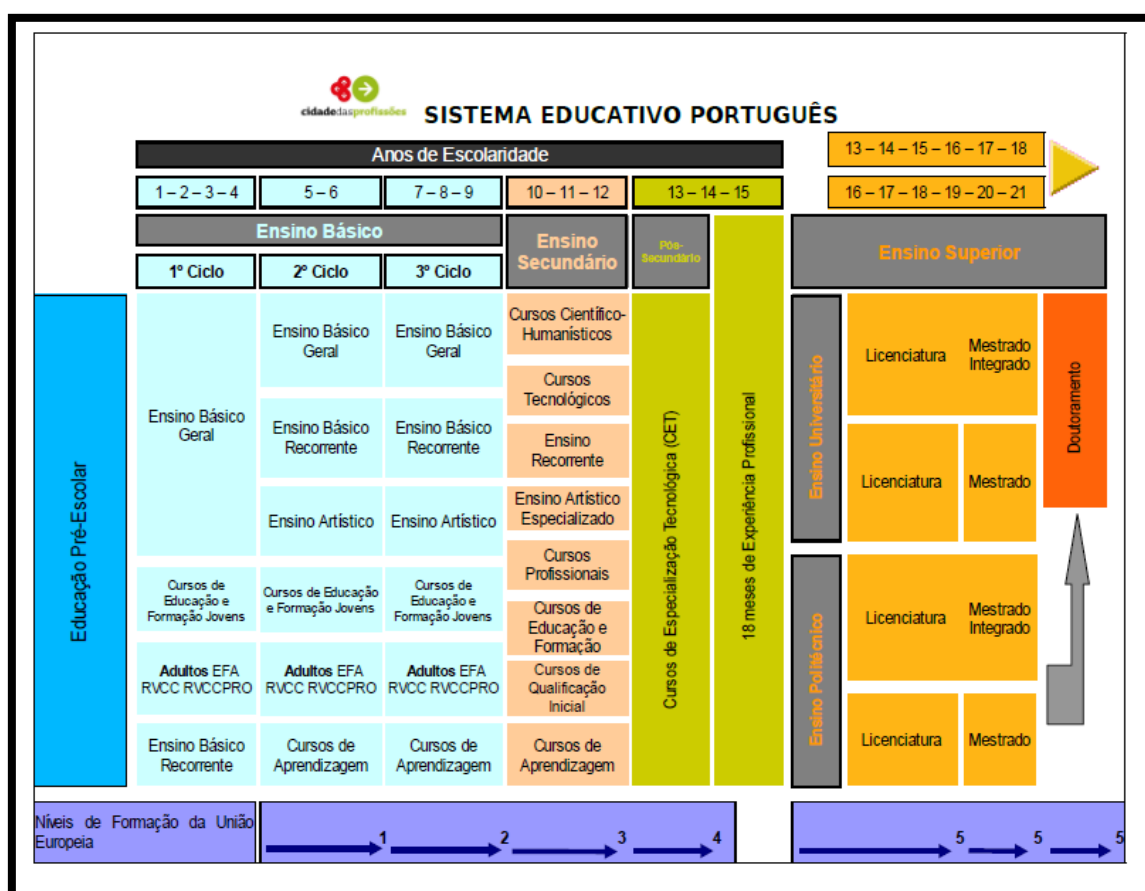 cidadedasprofissões
SISTEMA EDUCATIVO PORTUGUÊS
Anos de Escolaridade
13 – 14 – 15 – 16 – 17 – 18
1 – 2 – 3 – 4
5 – 6
7 – 8 – 9
10 – 11 – 12
13 – 14 – 15
16 – 17 – 18 – 19 – 20 – 21
Ensino Básico
Ensino
Secundário
Pós-
Secundário
Ensino Superior
1º Ciclo
2º Ciclo
3º Ciclo
Educação Pré-Escolar
Ensino Básico
Geral
Cursos de
Educação e
Formação Jovens
Adultos EFA
RVCC RVCCPRO
Ensino Básico
Recorrente
Ensino Básico
Geral
Ensino Básico
Recorrente
Ensino Artístico
Cursos de Educação
e Formação Jovens
Adultos EFA
RVCC RVCCPRO
Cursos de
Aprendizagem
Ensino Básico
Geral
Ensino Básico
Recorrente
Ensino Artístico
Cursos de
Educação e
Formação Jovens
Adultos EFA
RVCC RVCCPRO
Cursos de
Aprendizagem
Cursos Científico-
Humanísticos
Cursos
Tecnológicos
Ensino
Recorrente
Ensino Artístico
Especializado
Cursos
Profissionais
Cursos de
Educação e
Formação
Cursos de
Qualificação
Inicial
Cursos de
Aprendizagem
Cursos de Especialização Tecnológica (CET)
18 meses de Experiência Profissional
Ensino Universitário
Licenciatura
Mestrado
Integrado
Licenciatura
Mestrado
Doutoramento
Ensino Politécnico
Licenciatura
Mestrado
Integrado
Licenciatura
Mestrado
Níveis de Formação da União
Europeia
1
2
3
4
5
5
5